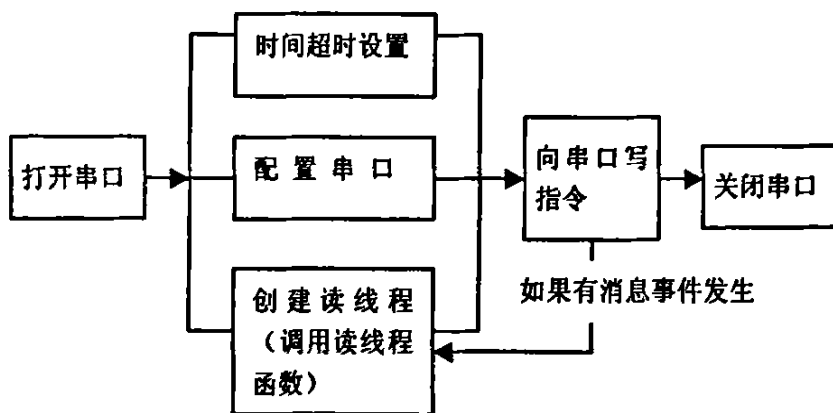 时间超时设置
打开串口
配置串口
向串口写
指令
关闭串口
创建读线程
（调用读线程
函数）
如果有消息事件发生